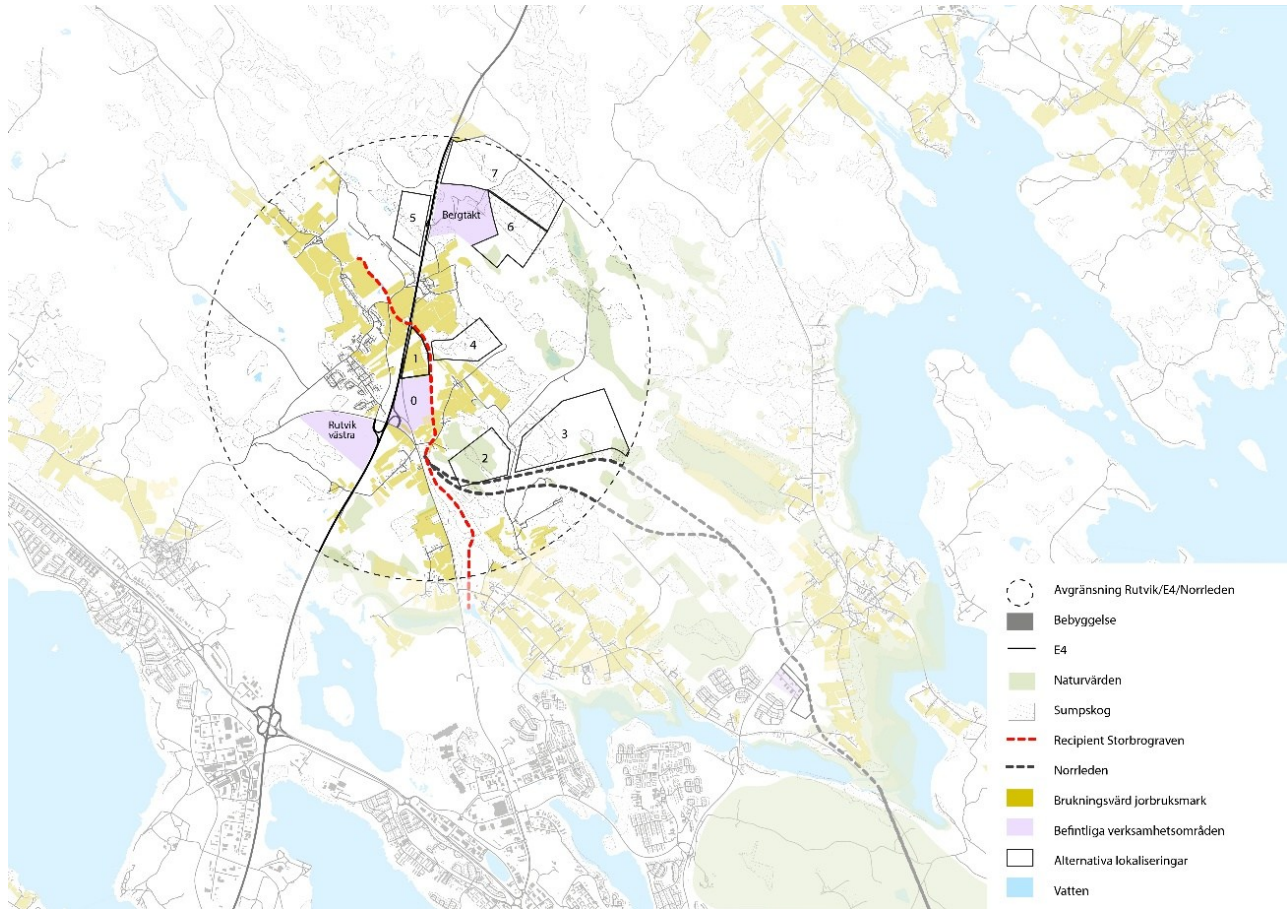 7
5
Bergtäkt
6
4
1
0
Rutvik
västra
3
2
Avgränsning Rutvik/E4/Norrleden
Bebyggelse
E4
Naturvärden
Sumpskog
Recipient Storbrograven
Norrleden
Brukningsvärd jorbruksmark
Befintliga verksamhetsområden
Alternativa lokaliseringar
Vatten